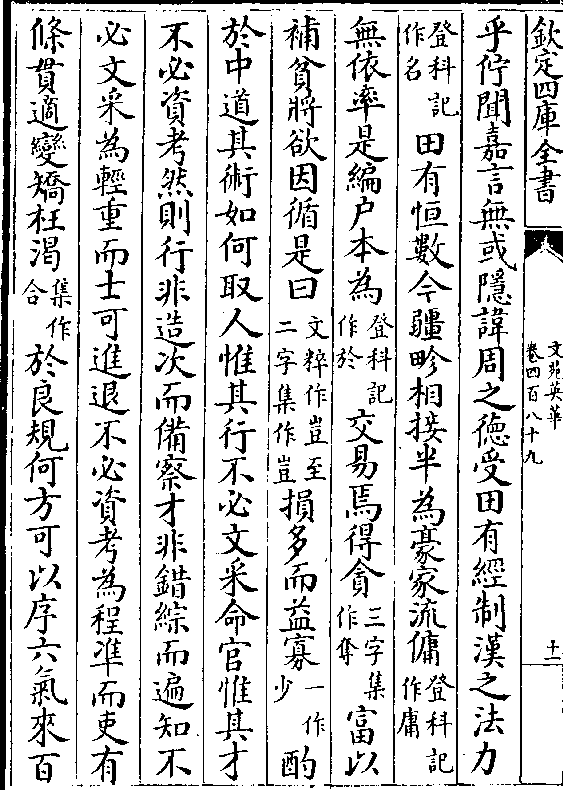 欽定四庫全書
文苑英華
卷四百八十九
十一
乎佇聞嘉言無或隱諱周之德受田有經制漢之法力
登科記作名田有恒數今疆畛相接半為豪家流傭登科記作庸
無依率是編户本為登科記作於交易焉得貪三字集作奪富以
補貧將欲因循是曰文粹作豈至二字集作豈損多而益寡一作少酌
於中道其術如何取人惟其行不必文采命官惟其才
不必資考然則行非造次而備察才非錯綜而遍知不
必文采為輕重而士可進退不必資考為程凖而吏有
條貫適變矯枉渴集作合於良規何方可以序六氣來百